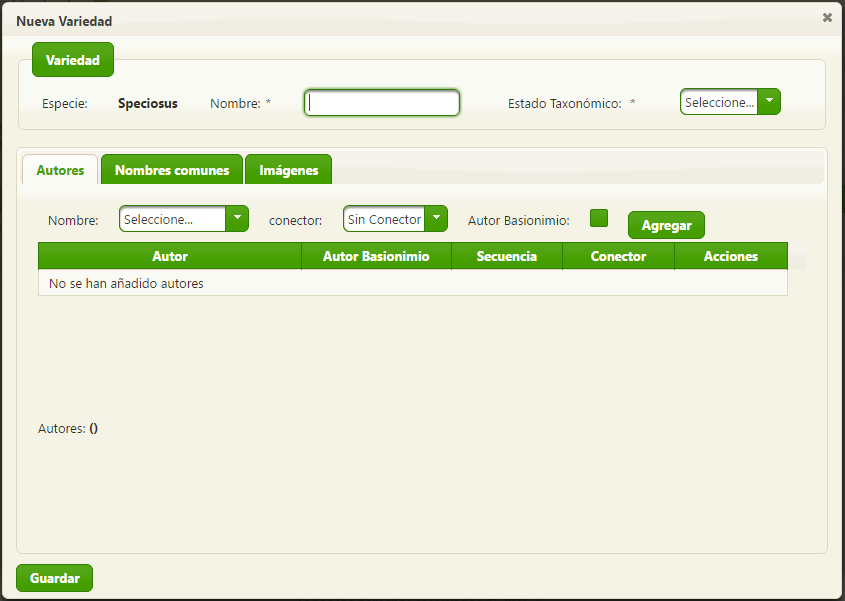 Nueva Variedad
Variedad
Especie: Speciosus Nombre: * Estado Taxonómico: * Seleccione...
Autores Nombres comunes Imágenes
Nombre: Seleccione... conector: Sin Conector Autor Basionimio: Agregar
Autor Autor Basionimio Secuencia Conector Acciones
No se han añadido autores
Autores: ()
Guardar